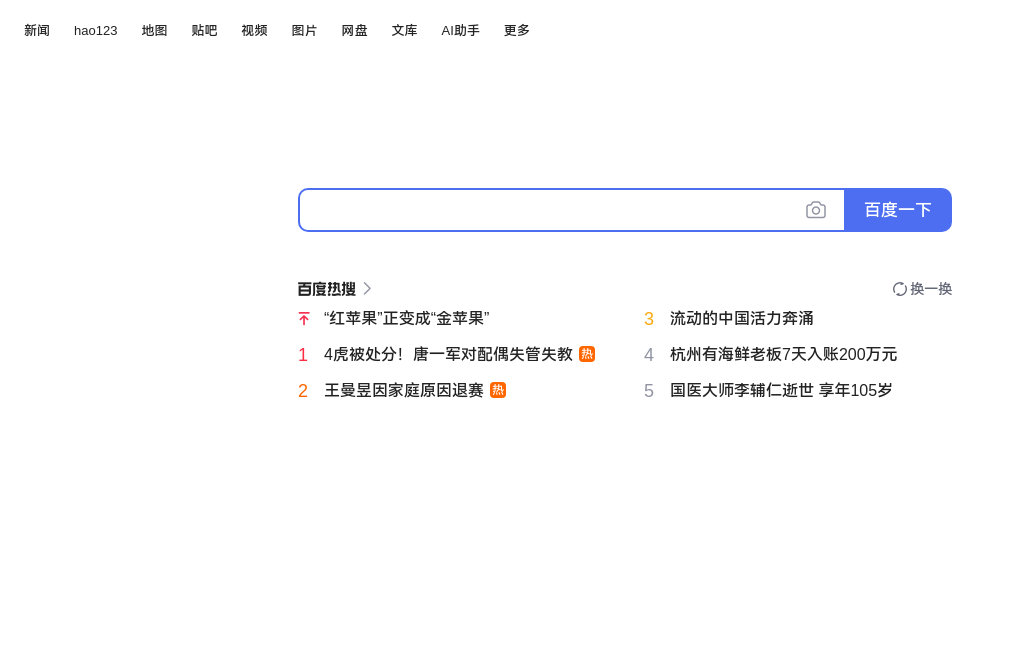 新闻 hao123 地图 贴吧 视频 图片 网盘 文库 AI助手 更多
百度一下
百度热搜 换一换
“红苹果”正变成“金苹果”
1 4虎被处分！唐一军对配偶失管失教 热
2 王曼昱因家庭原因退赛 热
3 流动的中国活力奔涌
4 杭州有海鲜老板7天入账200万元
5 国医大师李辅仁逝世 享年105岁